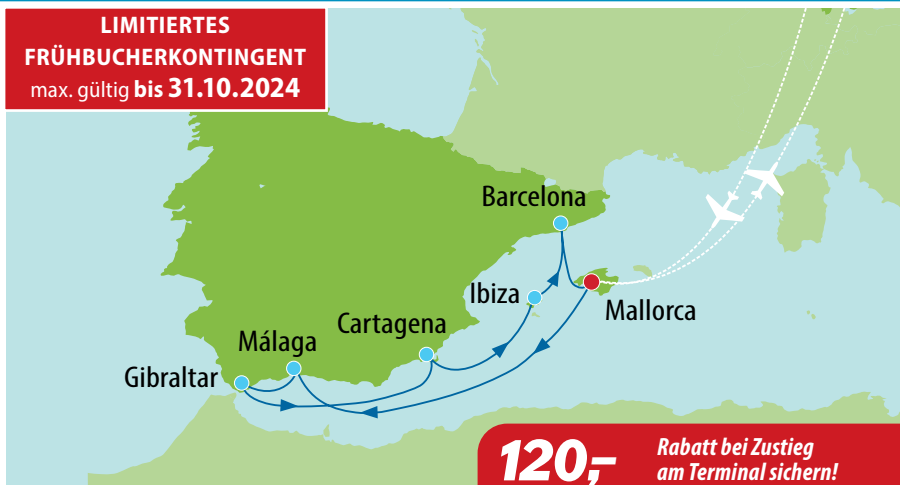 LIMITIERTES
FRÜHBUCHERKONTINGENT
max. gültig bis 31.10.2024
Barcelona
Ibiza
Mallorca
Cartagena
Málaga
Gibraltar
120,- Rabatt bei Zustieg
am Terminal sichern!